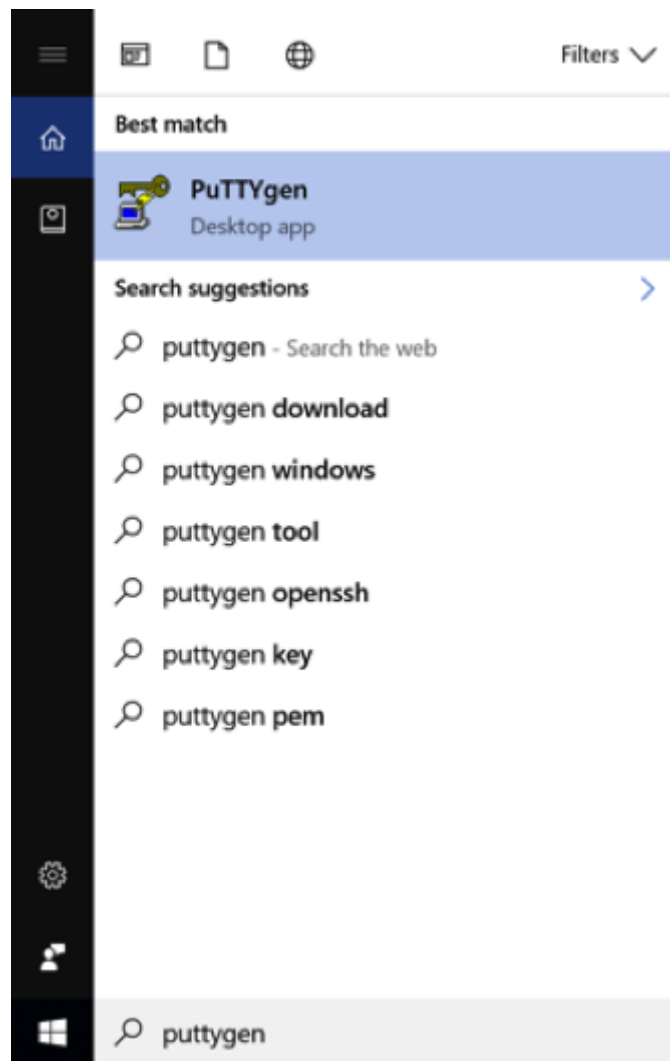 Filters
Best match
PuTTYgen
Desktop app
Search suggestions
puttygen - Search the web
puttygen download
puttygen windows
puttygen tool
puttygen openssh
puttygen key
puttygen pem
puttygen